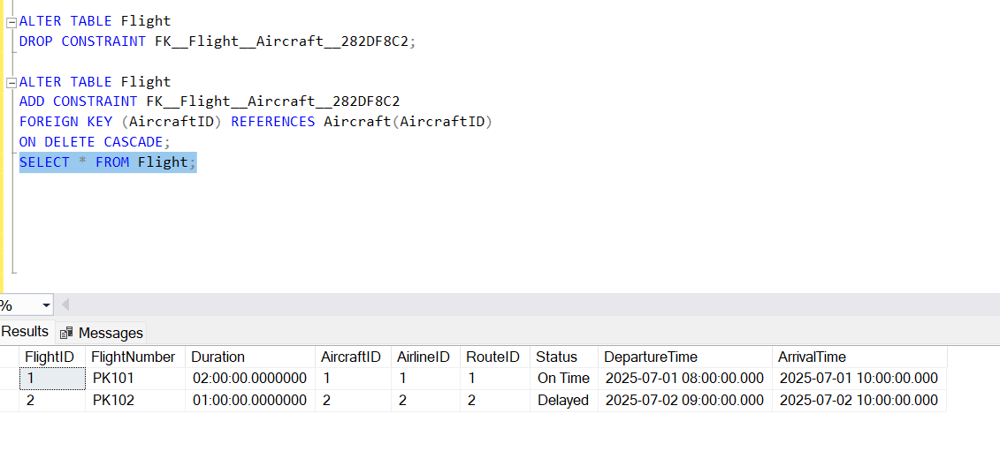 ALTER TABLE Flight
DROP CONSTRAINT FK__Flight__Aircraft__282DF8C2;
ALTER TABLE Flight
ADD CONSTRAINT FK__Flight__Aircraft__282DF8C2
FOREIGN KEY (AircraftID) REFERENCES Aircraft(AircraftID)
ON DELETE CASCADE;
SELECT * FROM Flight;
%
Results Messages
FlightID FlightNumber Duration AircraftID AirlineID RouteID Status DepartureTime ArrivalTime
1 PK101 02:00:00.0000000 1 1 1 On Time 2025-07-01 08:00:00.000 2025-07-01 10:00:00.000
2 PK102 01:00:00.0000000 2 2 2 Delayed 2025-07-02 09:00:00.000 2025-07-02 10:00:00.000